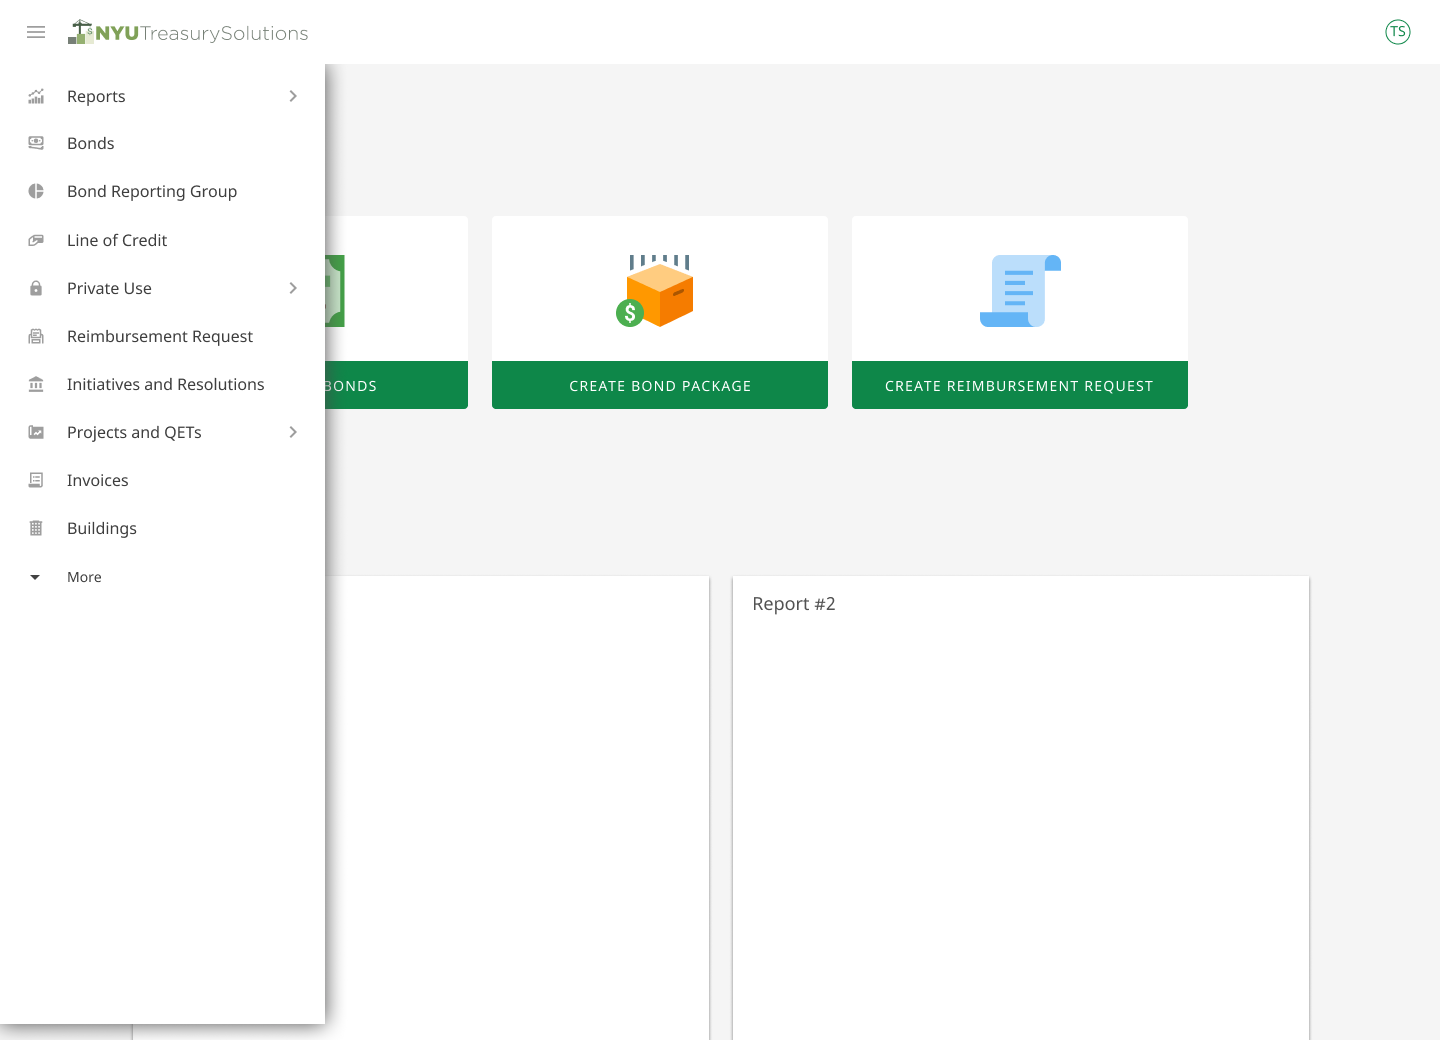 NYUTreasurySolutions
TS
Reports
Bonds
Bond Reporting Group
Line of Credit
Private Use
Reimbursement Request
Initiatives and Resolutions
Projects and QETs
Invoices
Buildings
More
BONDS
CREATE BOND PACKAGE
CREATE REIMBURSEMENT REQUEST
Report #2